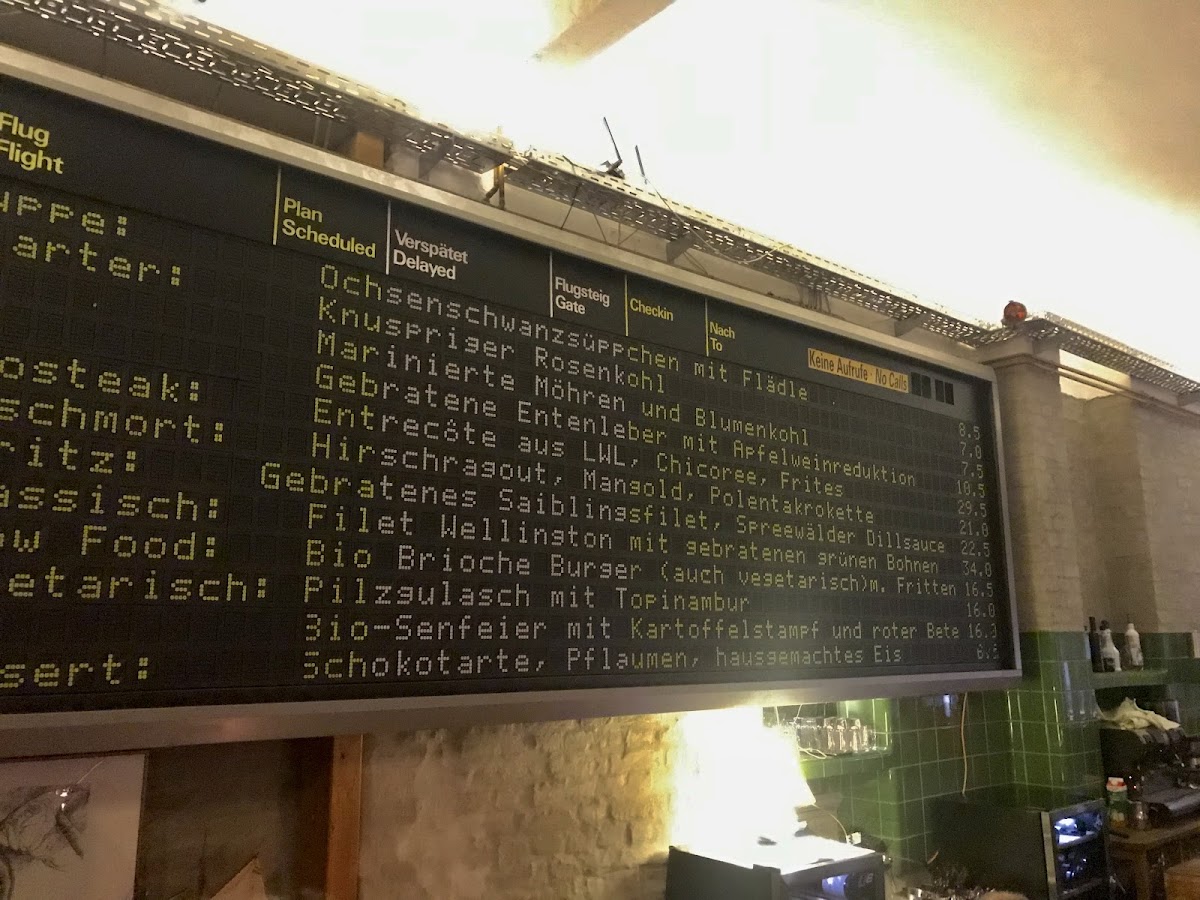 Flug
Flight
Plan
Scheduled
Verspätet
Delayed
Flugsteig
Gate
Checkin
Nach
To
Keine Aufrufe · No Calls
uppe: Ochsenschwanzsüppchen mit Flädle 8.5
arter: Knuspriger Rosenkohl 7.0
Marinierte Möhren und Blumenkohl 7.5
Gebratene Entenleber mit Apfelweinreduktion 10.5
osteak: Entrecôte aus LWL, Chicoree, Frites 29.5
schmort: Hirschragout, Mangold, Polentakrokette 21.0
ritz: Gebratenes Saiblingsfilet, Spreewälder Dillsauce 22.5
assisch: Filet Wellington mit gebratenen grünen Bohnen 34.0
ow Food: Bio Brioche Burger (auch vegetarisch)m. Fritten 16.5
etarisch: Pilzgulasch mit Topinambur 16.0
Bio-Senfeier mit Kartoffelstampf und roter Bete
sert: Schokotarte, Pflaumen, hausgemachtes Eis